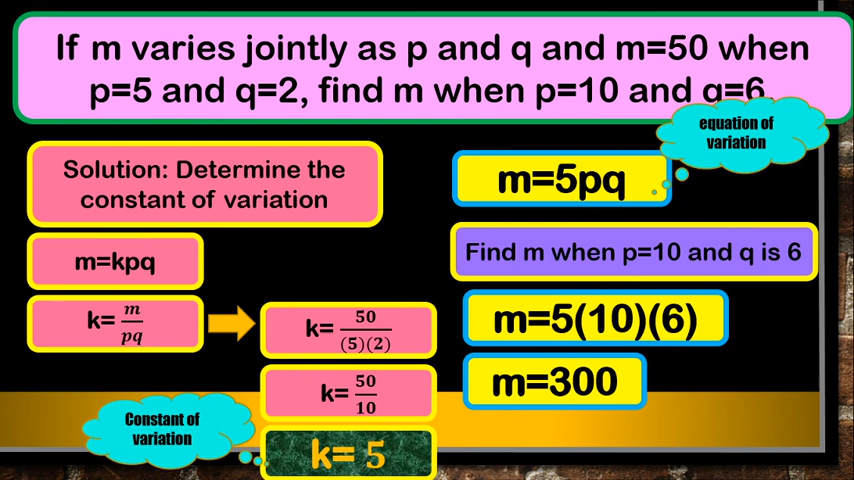 If m varies jointly as p and q and m=50 when
p=5 and q=2, find m when p=10 and q=6.
equation of
variation
Solution: Determine the
constant of variation
m=kpq
k= m/pq
k= 50/(5)(2)
k= 50/10
Constant of
variation
k= 5
m=5pq
Find m when p=10 and q is 6
m=5(10)(6)
m=300